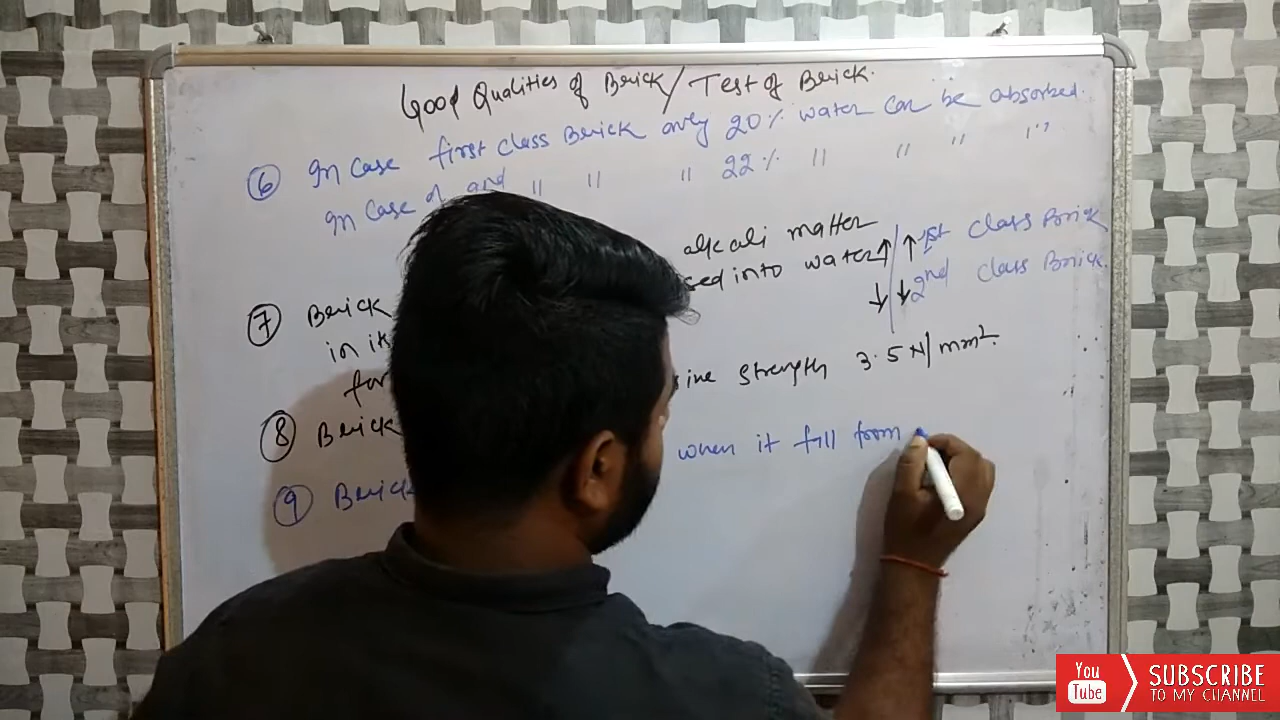 Good Qualities of Brick/Test of Brick.
⑥ In Case first class Brick only 20% water can be absorbed.
In Case of 2nd " " " 22% " " " "
alkali matter
⑦ Brick sed into water ↑ ↑ 1st class Brick
in its ↓ ↓ 2nd class Brick.
for sive strength 3.5 N/mm².
⑧ Brick when it fall from
⑨ Brick
You Tube SUBSCRIBE
TO MY CHANNEL